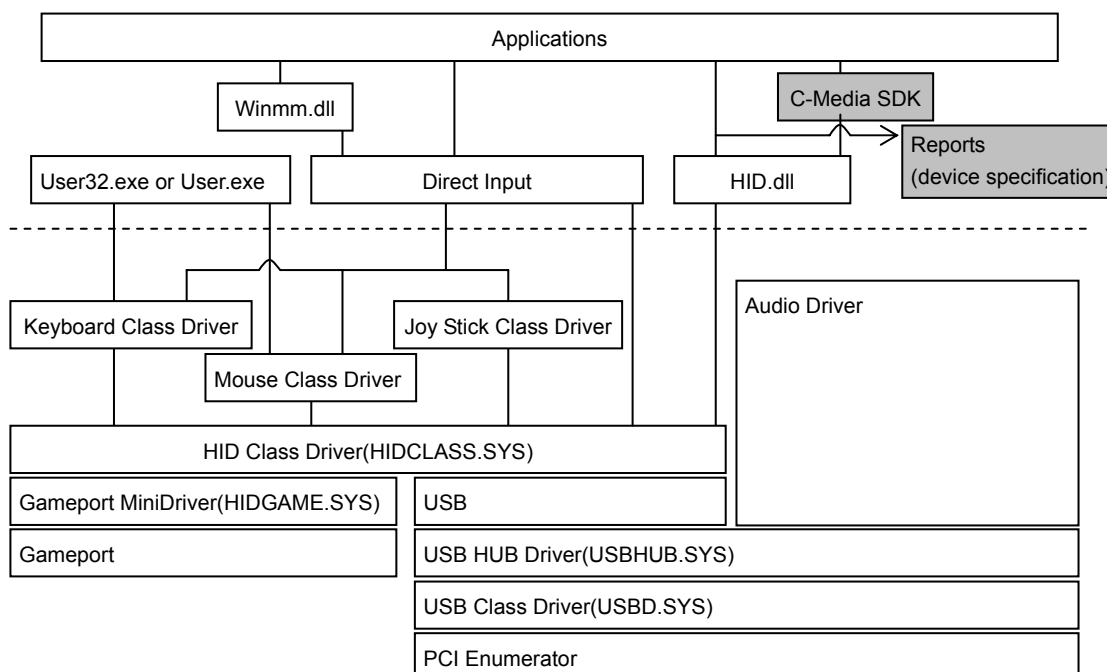 Applications
Winmm.dll
C-Media SDK
Reports
(device specification)
User32.exe or User.exe
Direct Input
HID.dll
Audio Driver
Keyboard Class Driver
Joy Stick Class Driver
Mouse Class Driver
HID Class Driver(HIDCLASS.SYS)
Gameport MiniDriver(HIDGAME.SYS)
USB
Gameport
USB HUB Driver(USBHUB.SYS)
USB Class Driver(USBD.SYS)
PCI Enumerator